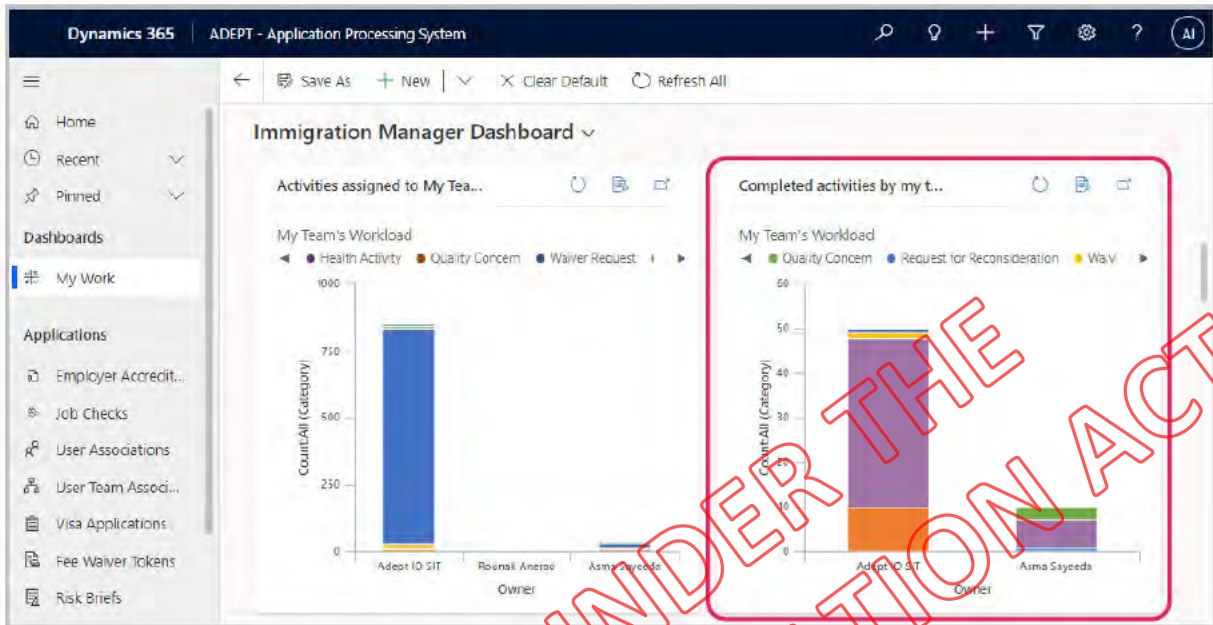 Dynamics 365 ADEPT - Application Processing System ? AI
Save As New Clear Default Refresh All
Home
Recent
Pinned
Dashboards
My Work
Applications
Employer Accredit...
Job Checks
User Associations
User Team Associ...
Visa Applications
Fee Waiver Tokens
Risk Briefs
Immigration Manager Dashboard
Activities assigned to My Tea...
My Team's Workload
Health Activity Quality Concern Waiver Request
1000
750
500
250
0
Count:All (Category)
Adept IO SIT Asma Sayeeda
Owner
Completed activities by my t...
My Team's Workload
Quality Concern Request for Reconsideration Waiv
60
50
40
30
20
10
0
Count:All (Category)
Adept IO SIT Asma Sayeeda
Owner
UNDER THE
ACT